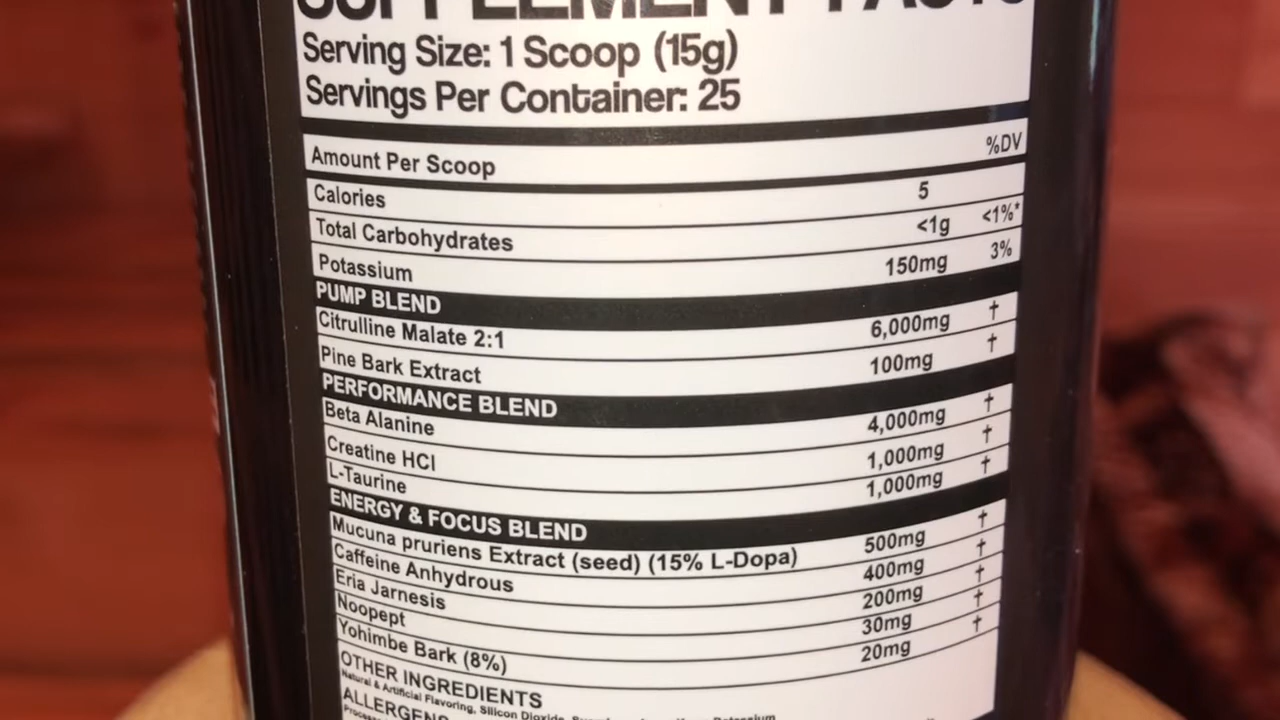 SUPPLEMENT FACTS
Serving Size: 1 Scoop (15g)
Servings Per Container: 25
Amount Per Scoop %DV
Calories 5
Total Carbohydrates <1g <1%*
Potassium 150mg 3%
PUMP BLEND
Citrulline Malate 2:1 6,000mg †
Pine Bark Extract 100mg †
PERFORMANCE BLEND
Beta Alanine 4,000mg †
Creatine HCl 1,000mg †
L-Taurine 1,000mg †
ENERGY & FOCUS BLEND
Mucuna pruriens Extract (seed) (15% L-Dopa) 500mg †
Caffeine Anhydrous 400mg †
Eria Jarnesis 200mg †
Noopept 30mg †
Yohimbe Bark (8%) 20mg †
OTHER INGREDIENTS
Natural & Artificial Flavoring, Silicon Dioxide, Potassium
ALLERGENS